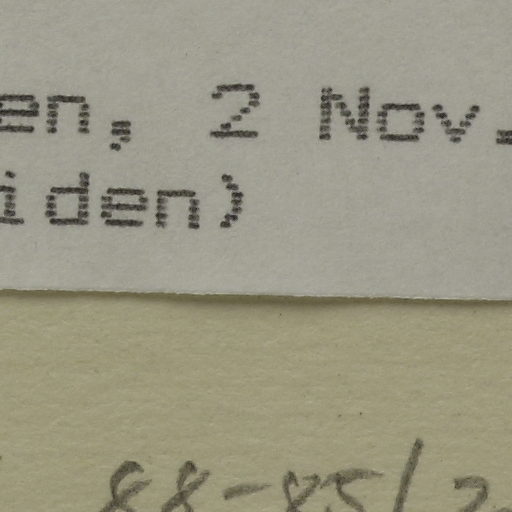 en, 2 Nov.
iden)
88-85/2